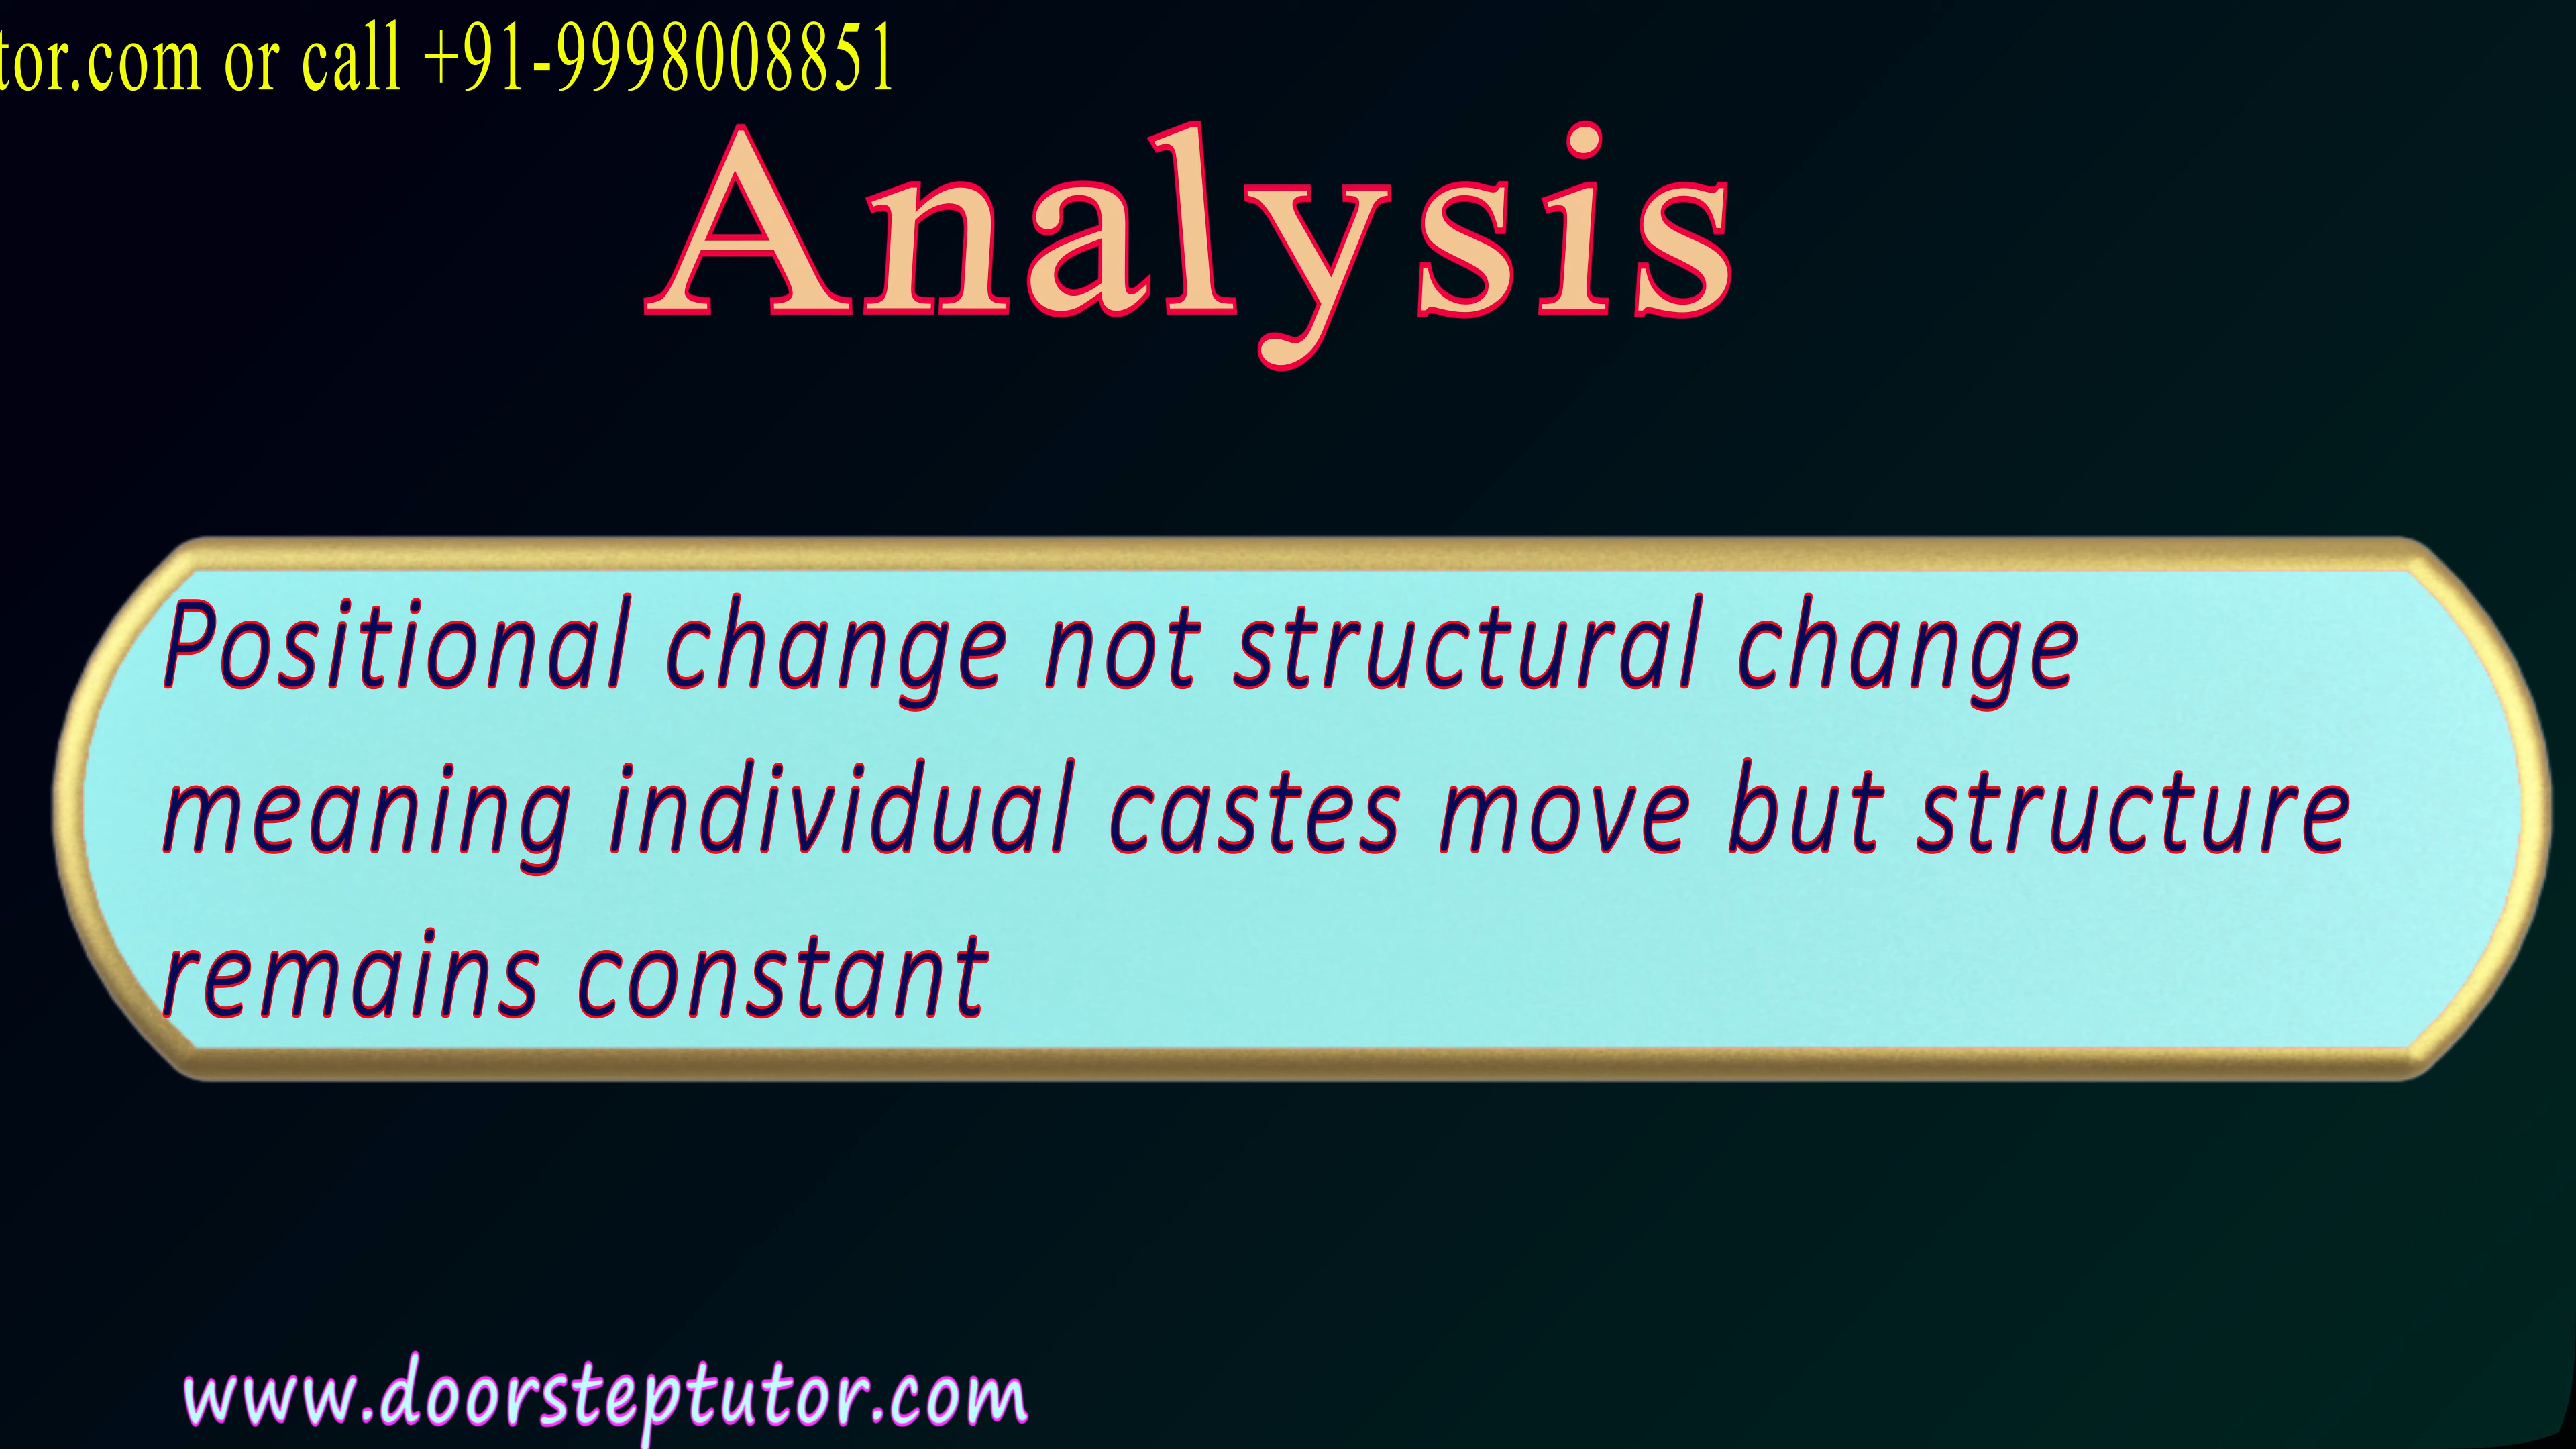 tor.com or call +91-9998008851
Analysis
Positional change not structural change
meaning individual castes move but structure
remains constant
www.doorsteptutor.com